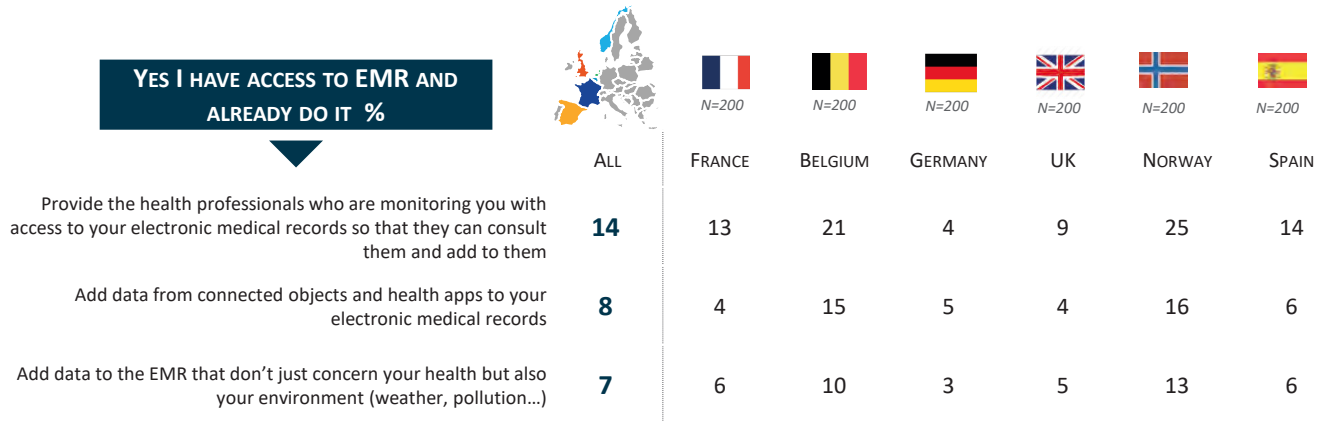 YES I HAVE ACCESS TO EMR AND
ALREADY DO IT %
N=200 N=200 N=200 N=200 N=200 N=200
ALL FRANCE BELGIUM GERMANY UK NORWAY SPAIN
Provide the health professionals who are monitoring you with
access to your electronic medical records so that they can consult
them and add to them
14 13 21 4 9 25 14
Add data from connected objects and health apps to your
electronic medical records
8 4 15 5 4 16 6
Add data to the EMR that don’t just concern your health but also
your environment (weather, pollution…)
7 6 10 3 5 13 6